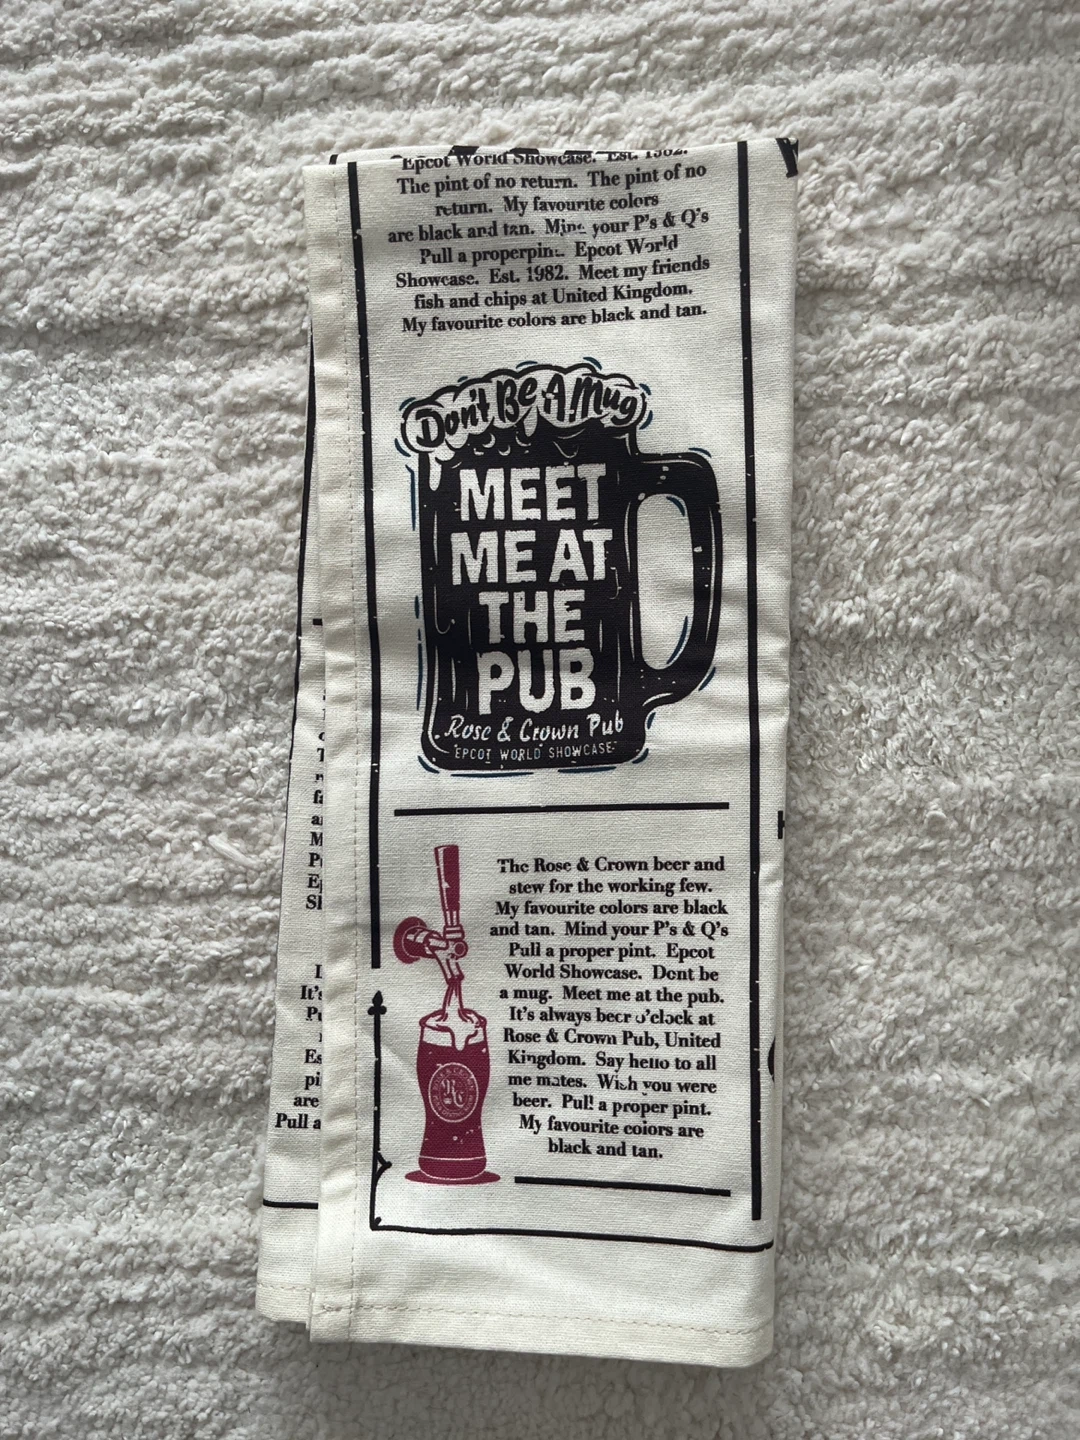 Epcot World Showcase. Est. 1982.
The pint of no return. The pint of no
return. My favourite colors
are black and tan. Mind your P's & Q's
Pull a properpint. Epcot World
Showcase. Est. 1982. Meet my friends
fish and chips at United Kingdom.
My favourite colors are black and tan.
Don't Be A Mug
MEET
ME AT
THE
PUB
Rose & Crown Pub
EPCOT WORLD SHOWCASE
The Rose & Crown beer and
stew for the working few.
My favourite colors are black
and tan. Mind your P's & Q's
Pull a proper pint. Epcot
World Showcase. Dont be
a mug. Meet me at the pub.
It's always beer o'clock at
Rose & Crown Pub, United
Kingdom. Say hello to all
me mates. Wish you were
beer. Pull a proper pint.
My favourite colors are
black and tan.
It's
are
Pull a